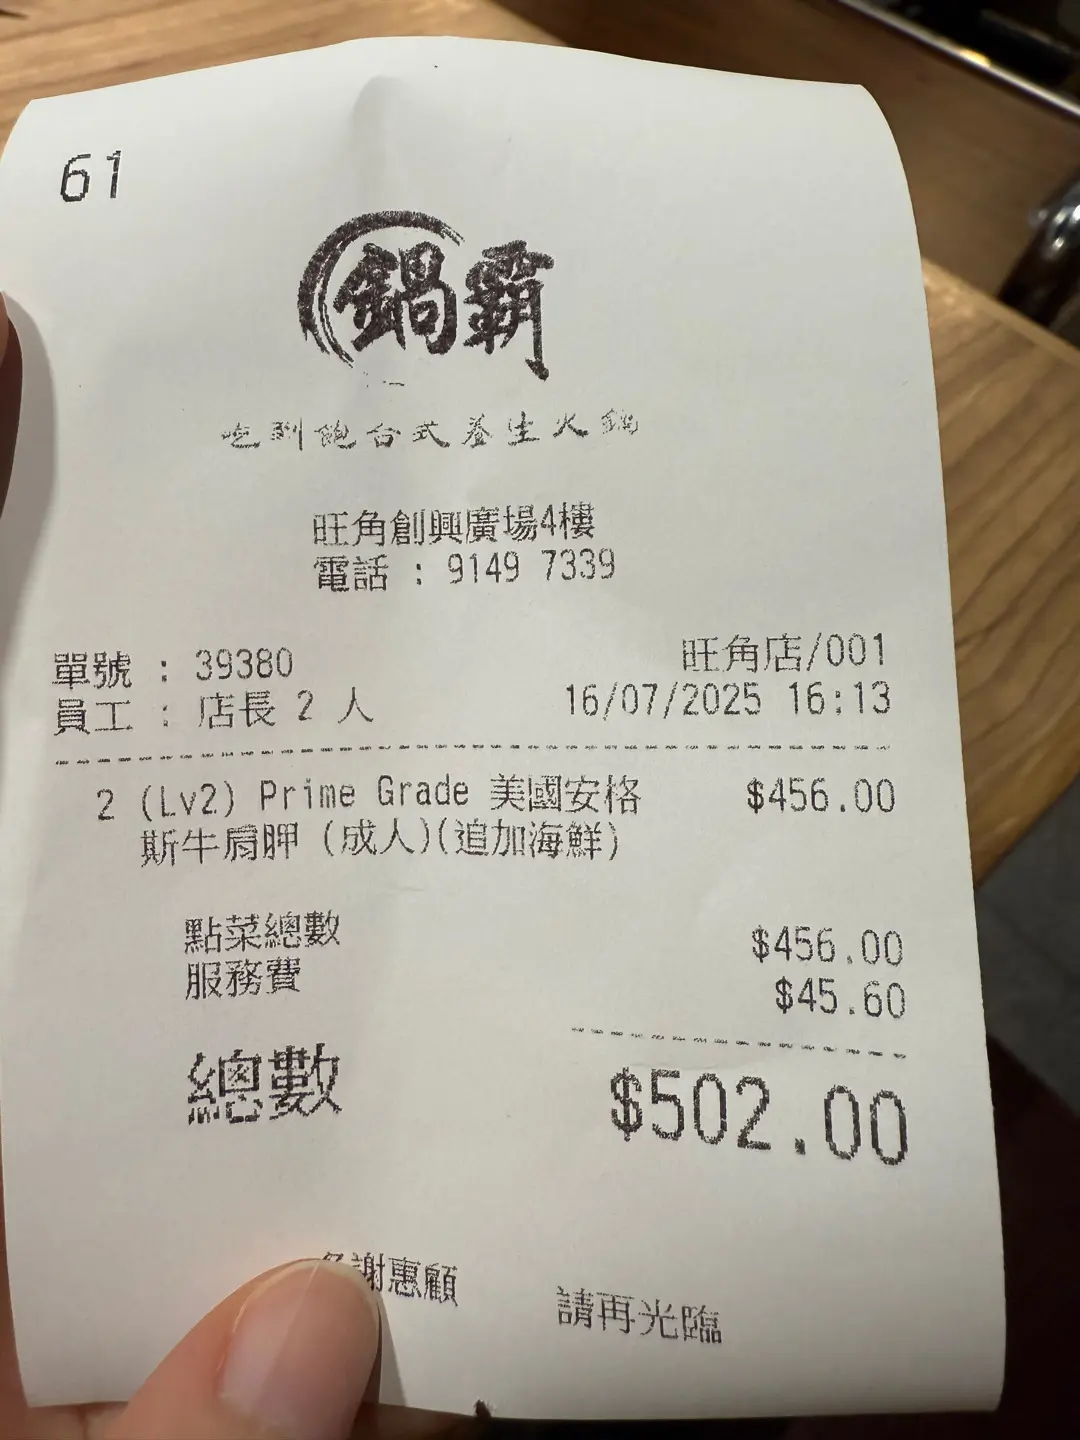 61
鍋霸
吃到飽台式養生火鍋
旺角創興廣場4樓
電話 : 9149 7339
單號 : 39380 旺角店/001
員工 : 店長 2 人 16/07/2025 16:13
2 (Lv2) Prime Grade 美國安格 $456.00
斯牛肩胛 (成人)(追加海鮮)
點菜總數 $456.00
服務費 $45.60
總數 $502.00
謝惠顧 請再光臨